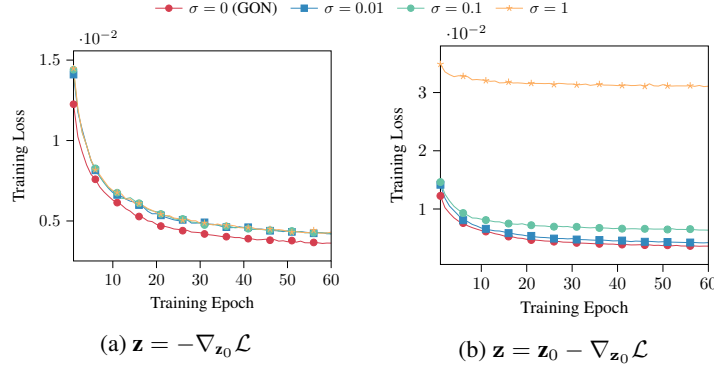 σ = 0 (GON) σ = 0.01 σ = 0.1 σ = 1
·10⁻²
1.5
1
0.5
Training Loss
10 20 30 40 50 60
Training Epoch
(a) z = −∇z₀ℒ
·10⁻²
3
2
1
Training Loss
10 20 30 40 50 60
Training Epoch
(b) z = z₀ − ∇z₀ℒ